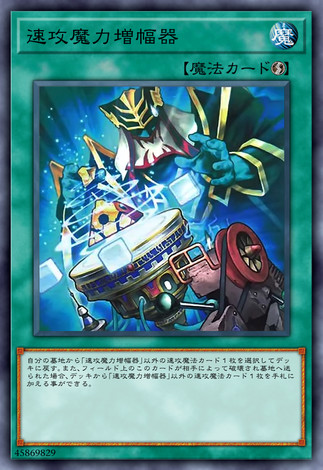 速攻魔力増幅器
魔
【魔法カード】
自分の墓地から「速攻魔力増幅器」以外の速攻魔法カード１枚を選択してデッ
キに戻す。また、フィールド上のこのカードが相手によって破壊され墓地へ送
られた場合、デッキから「速攻魔力増幅器」以外の速攻魔法カード１枚を手札に
加える事ができる。
45869829